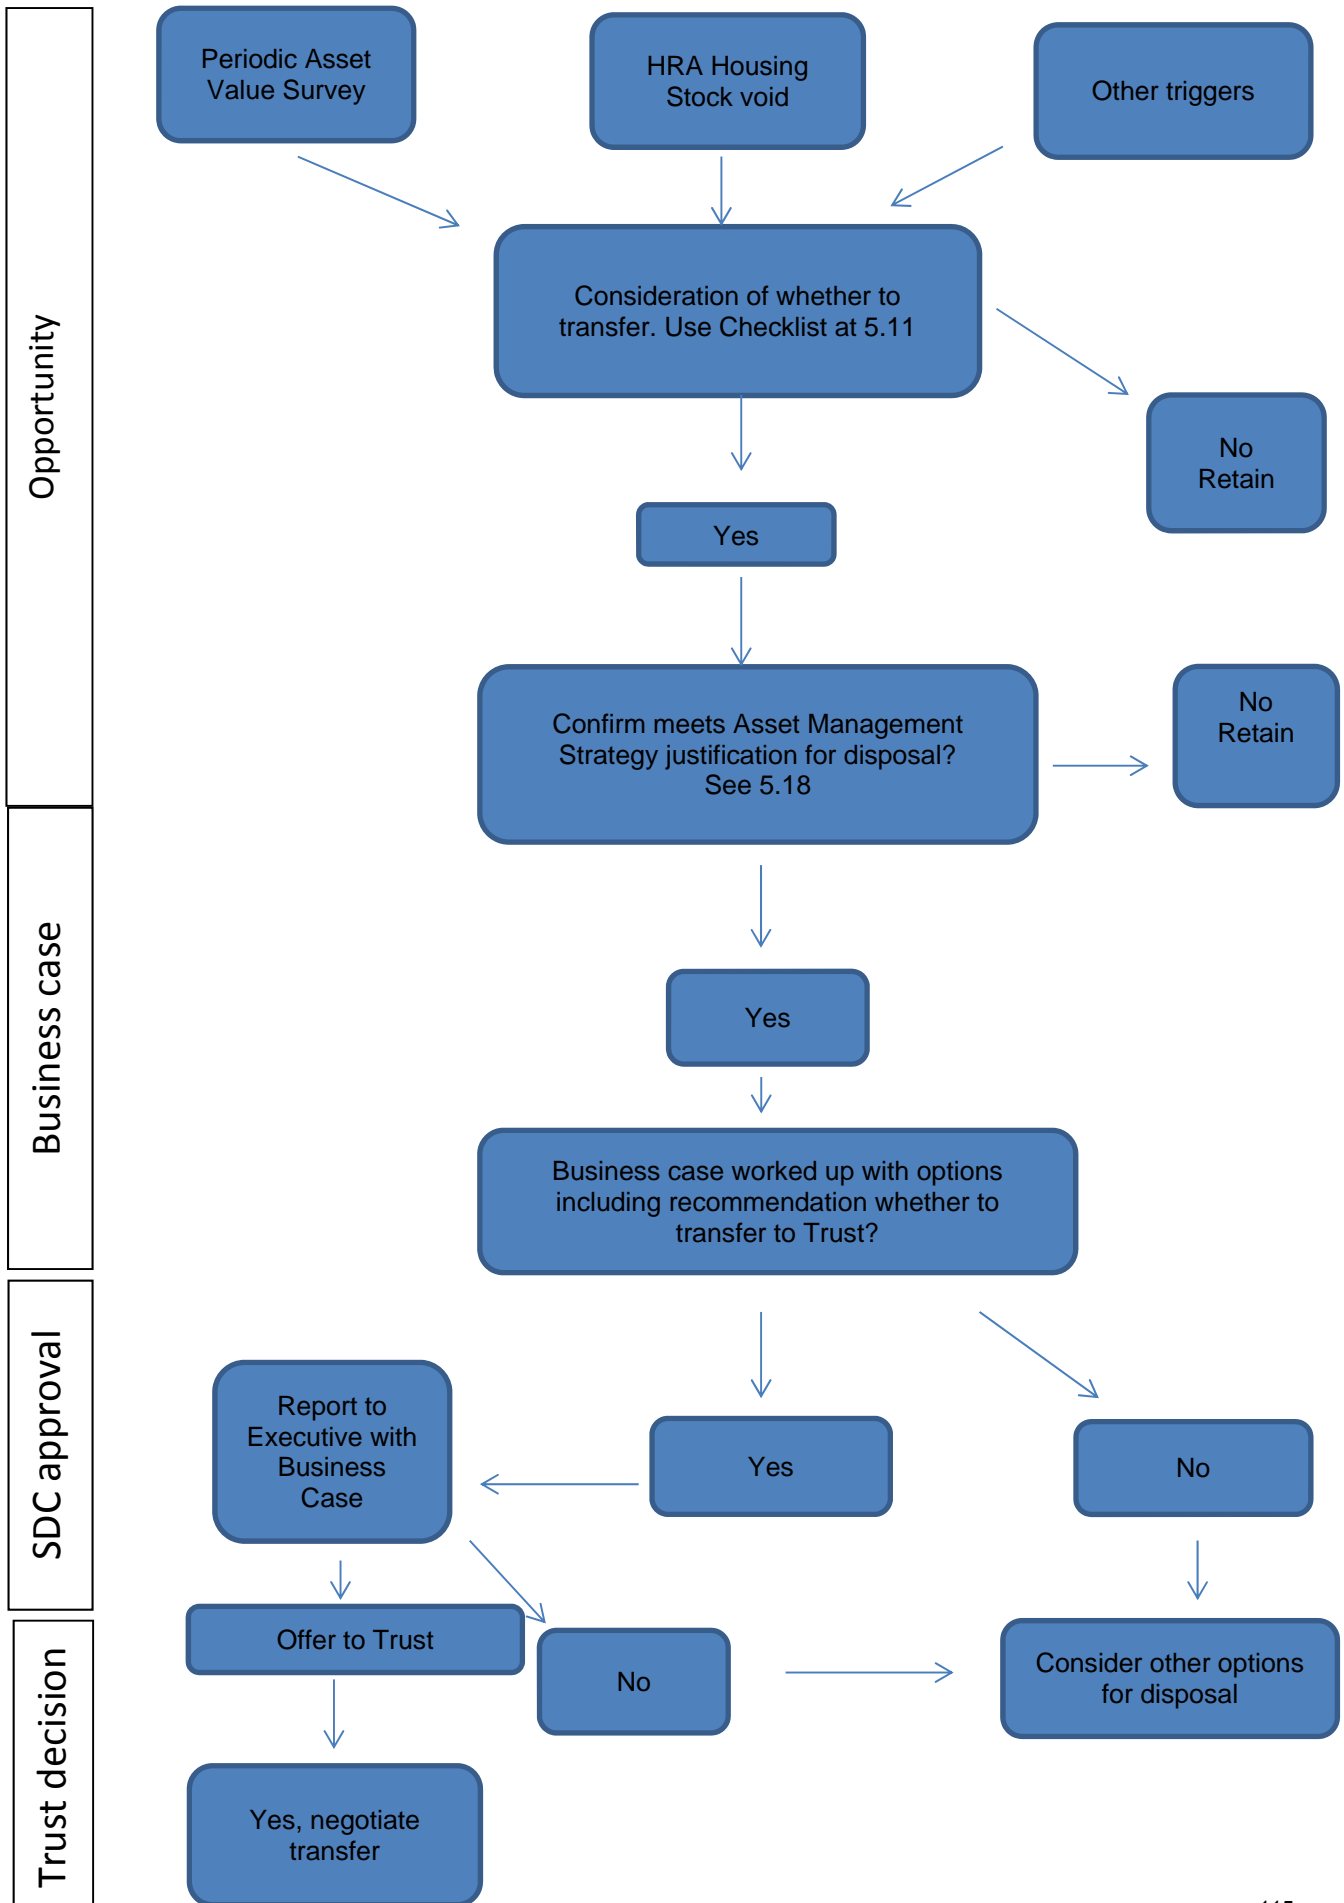 Periodic Asset
Value Survey
HRA Housing
Stock void
Other triggers
Opportunity
Consideration of whether to
transfer. Use Checklist at 5.11
No
Retain
Yes
Confirm meets Asset Management
Strategy justification for disposal?
See 5.18
No
Retain
Business case
Yes
Business case worked up with options
including recommendation whether to
transfer to Trust?
SDC approval
Report to
Executive with
Business
Case
Yes
No
Trust decision
Offer to Trust
No
Consider other options
for disposal
Yes, negotiate
transfer